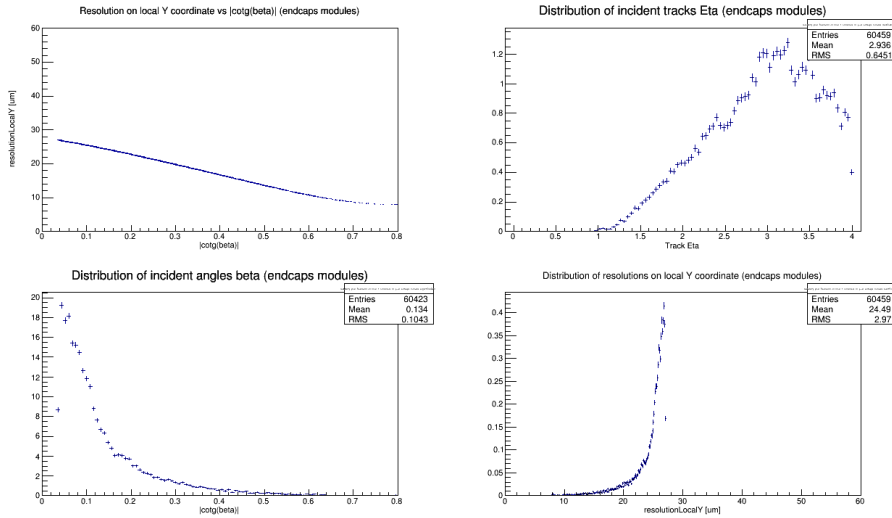 Resolution on local Y coordinate vs |cotg(beta)| (endcaps modules)
resolutionLocalY [um]
60
50
40
30
20
10
0
0 0.1 0.2 0.3 0.4 0.5 0.6 0.7 0.8
|cotg(beta)|
Distribution of incident tracks Eta (endcaps modules)
Entries 60459
Mean 2.936
RMS 0.6451
1.2
1
0.8
0.6
0.4
0.2
0
0 0.5 1 1.5 2 2.5 3 3.5 4
Track Eta
Distribution of incident angles beta (endcaps modules)
Entries 60423
Mean 0.134
RMS 0.1043
20
18
16
14
12
10
8
6
4
2
0
0 0.1 0.2 0.3 0.4 0.5 0.6 0.7 0.8
|cotg(beta)|
Distribution of resolutions on local Y coordinate (endcaps modules)
Entries 60459
Mean 24.49
RMS 2.97
0.4
0.35
0.3
0.25
0.2
0.15
0.1
0.05
0
0 10 20 30 40 50 60
resolutionLocalY [um]